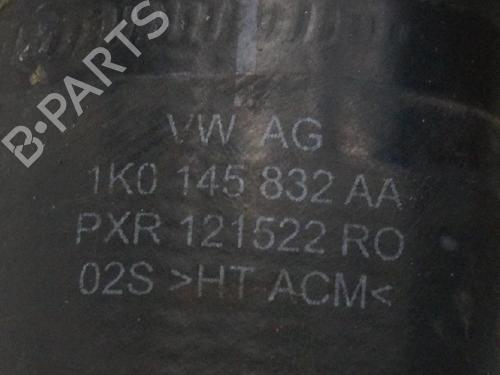 B-PARTS
VW AG
1K0 145 832 AA
PXR 121522 RO
02S >HT ACM<